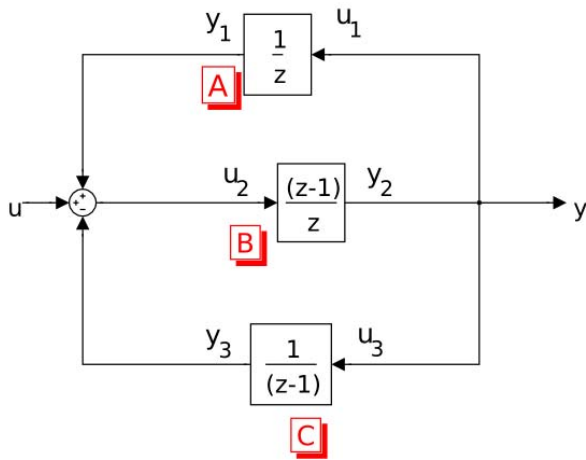 y1 1 u1
z
A
+
u + − u2 (z-1) y2 y
z
B
y3 1 u3
(z-1)
C